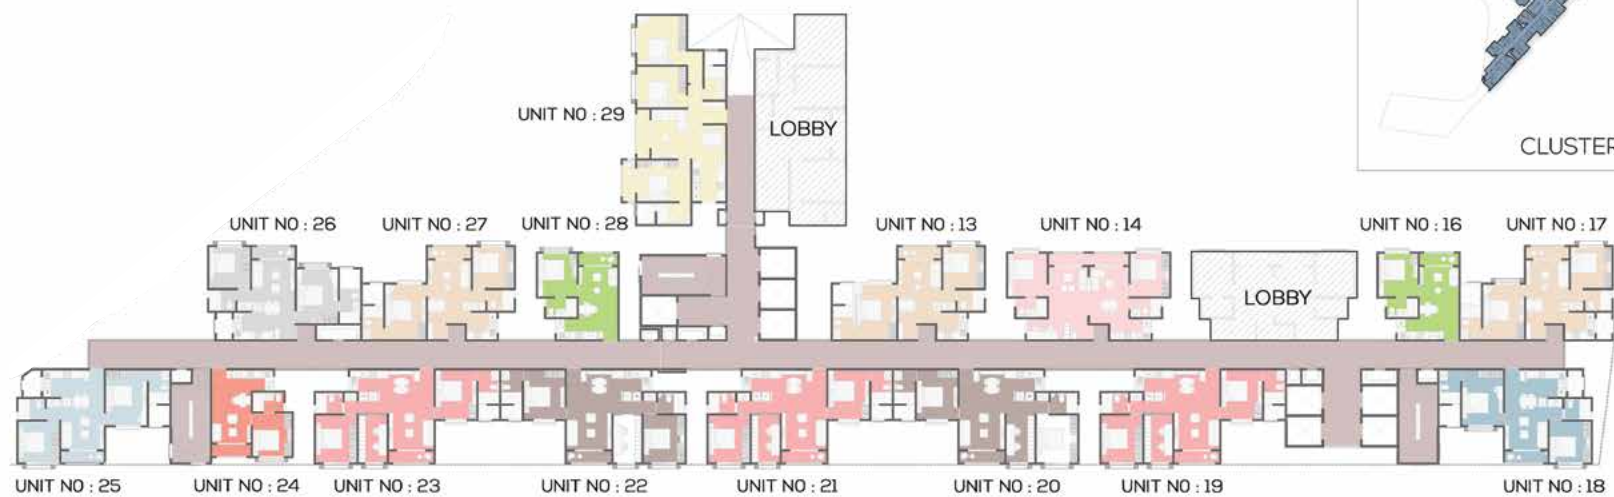 UNIT NO : 29
LOBBY
CLUSTER
UNIT NO : 26
UNIT NO : 27
UNIT NO : 28
UNIT NO : 13
UNIT NO : 14
UNIT NO : 16
UNIT NO : 17
LOBBY
UNIT NO : 25
UNIT NO : 24
UNIT NO : 23
UNIT NO : 22
UNIT NO : 21
UNIT NO : 20
UNIT NO : 19
UNIT NO : 18